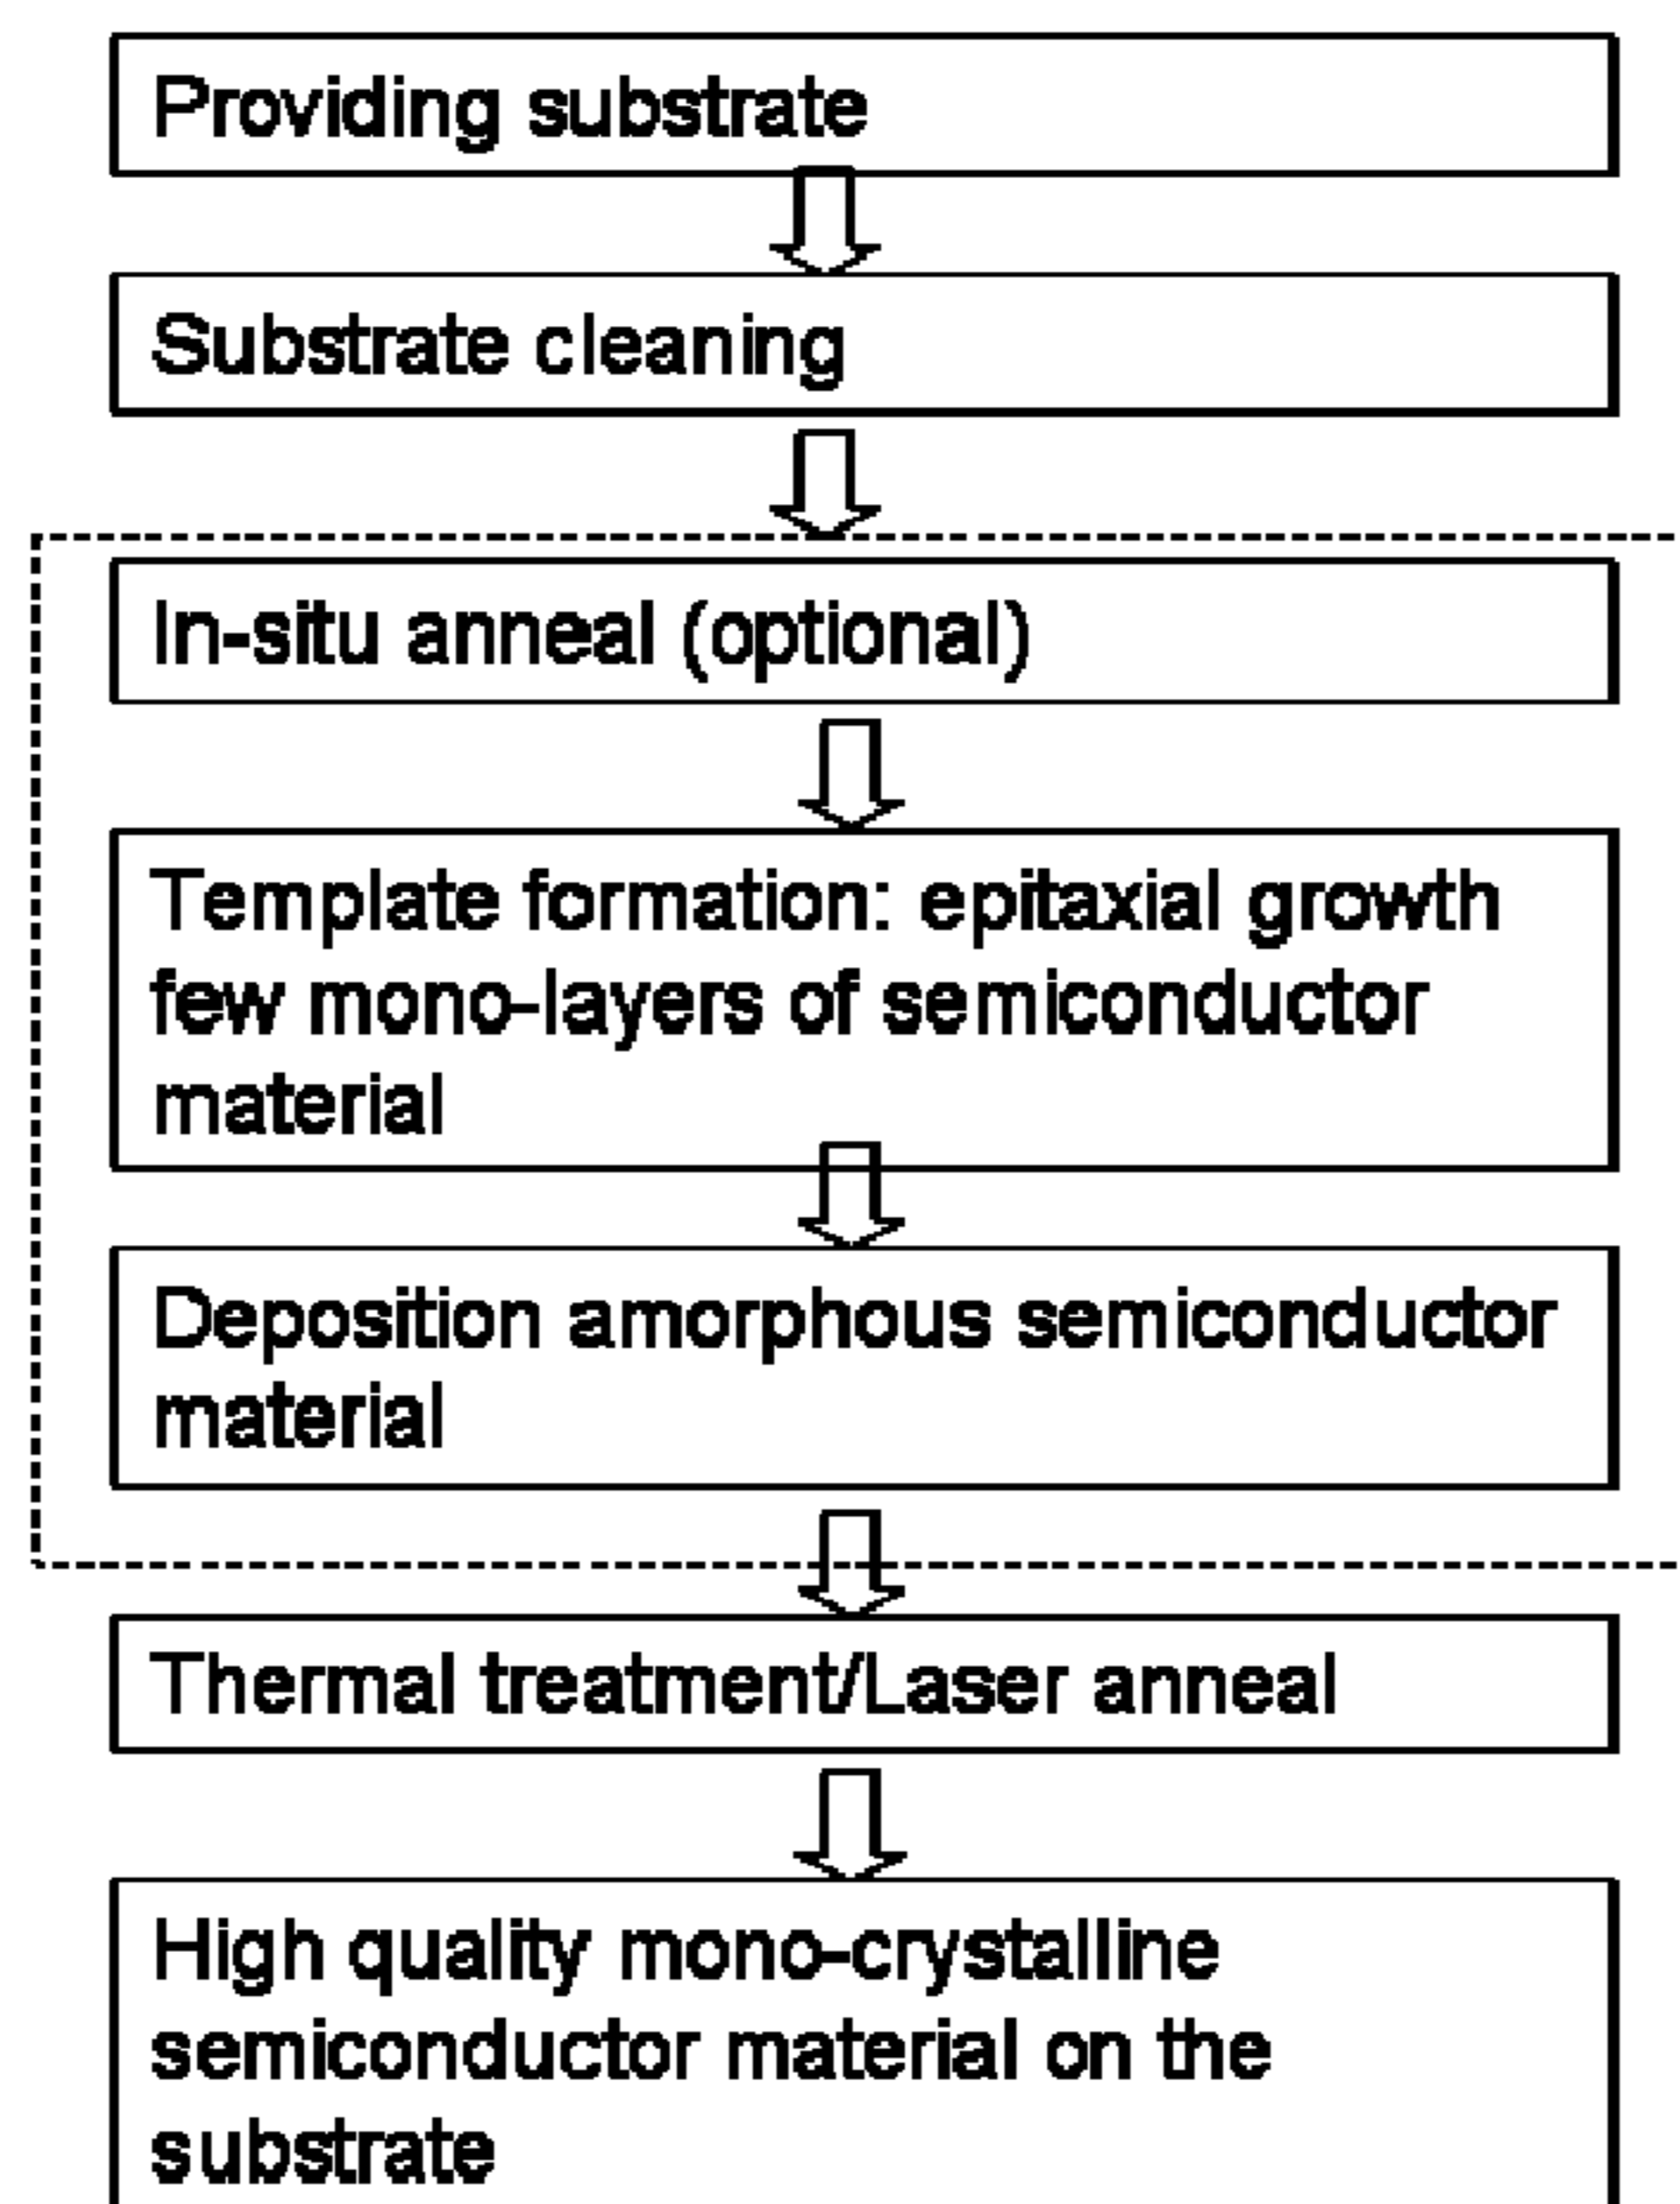 Providing substrate
Substrate cleaning
In-situ anneal (optional)
Template formation: epitaxial growth
few mono-layers of semiconductor
material
Deposition amorphous semiconductor
material
Thermal treatment/Laser anneal
High quality mono-crystalline
semiconductor material on the
substrate